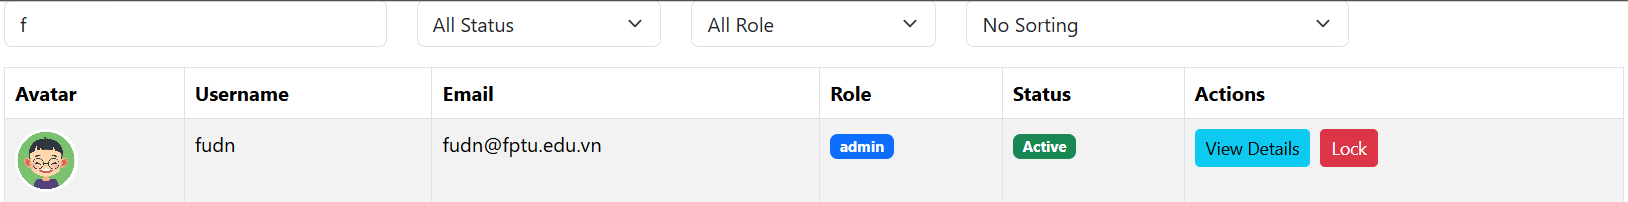 f All Status All Role No Sorting
Avatar Username Email Role Status Actions
fudn fudn@fptu.edu.vn admin Active View Details Lock